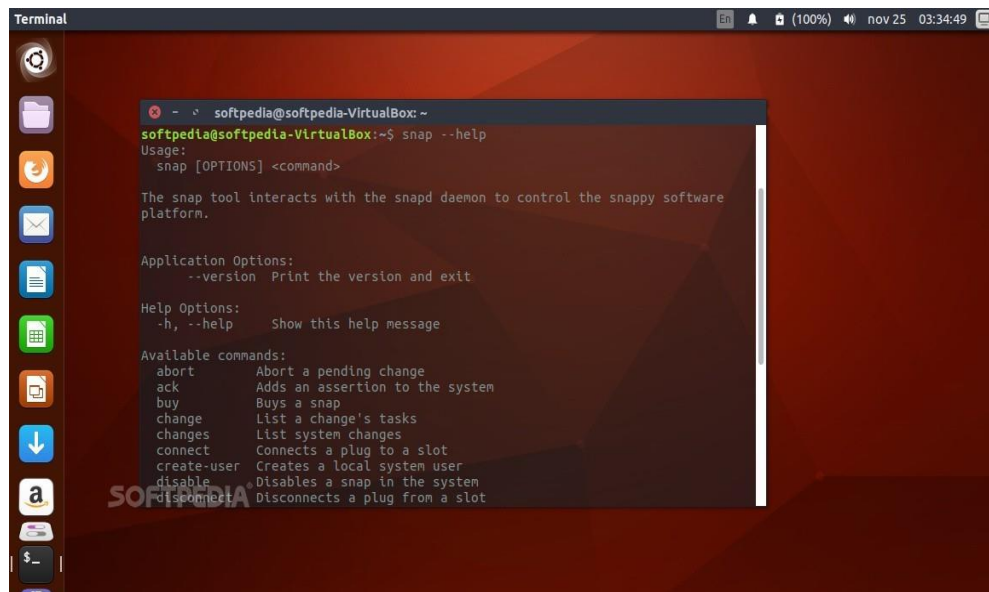 Terminal
En (100%) nov 25 03:34:49
softpedia@softpedia-VirtualBox: ~
softpedia@softpedia-VirtualBox:~$ snap --help
Usage:
snap [OPTIONS] <command>
The snap tool interacts with the snapd daemon to control the snappy software
platform.
Application Options:
--version Print the version and exit
Help Options:
-h, --help Show this help message
Available commands:
abort Abort a pending change
ack Adds an assertion to the system
buy Buys a snap
change List a change's tasks
changes List system changes
connect Connects a plug to a slot
create-user Creates a local system user
disable Disables a snap in the system
disconnect Disconnects a plug from a slot
SOFTPEDIA®
a
$_